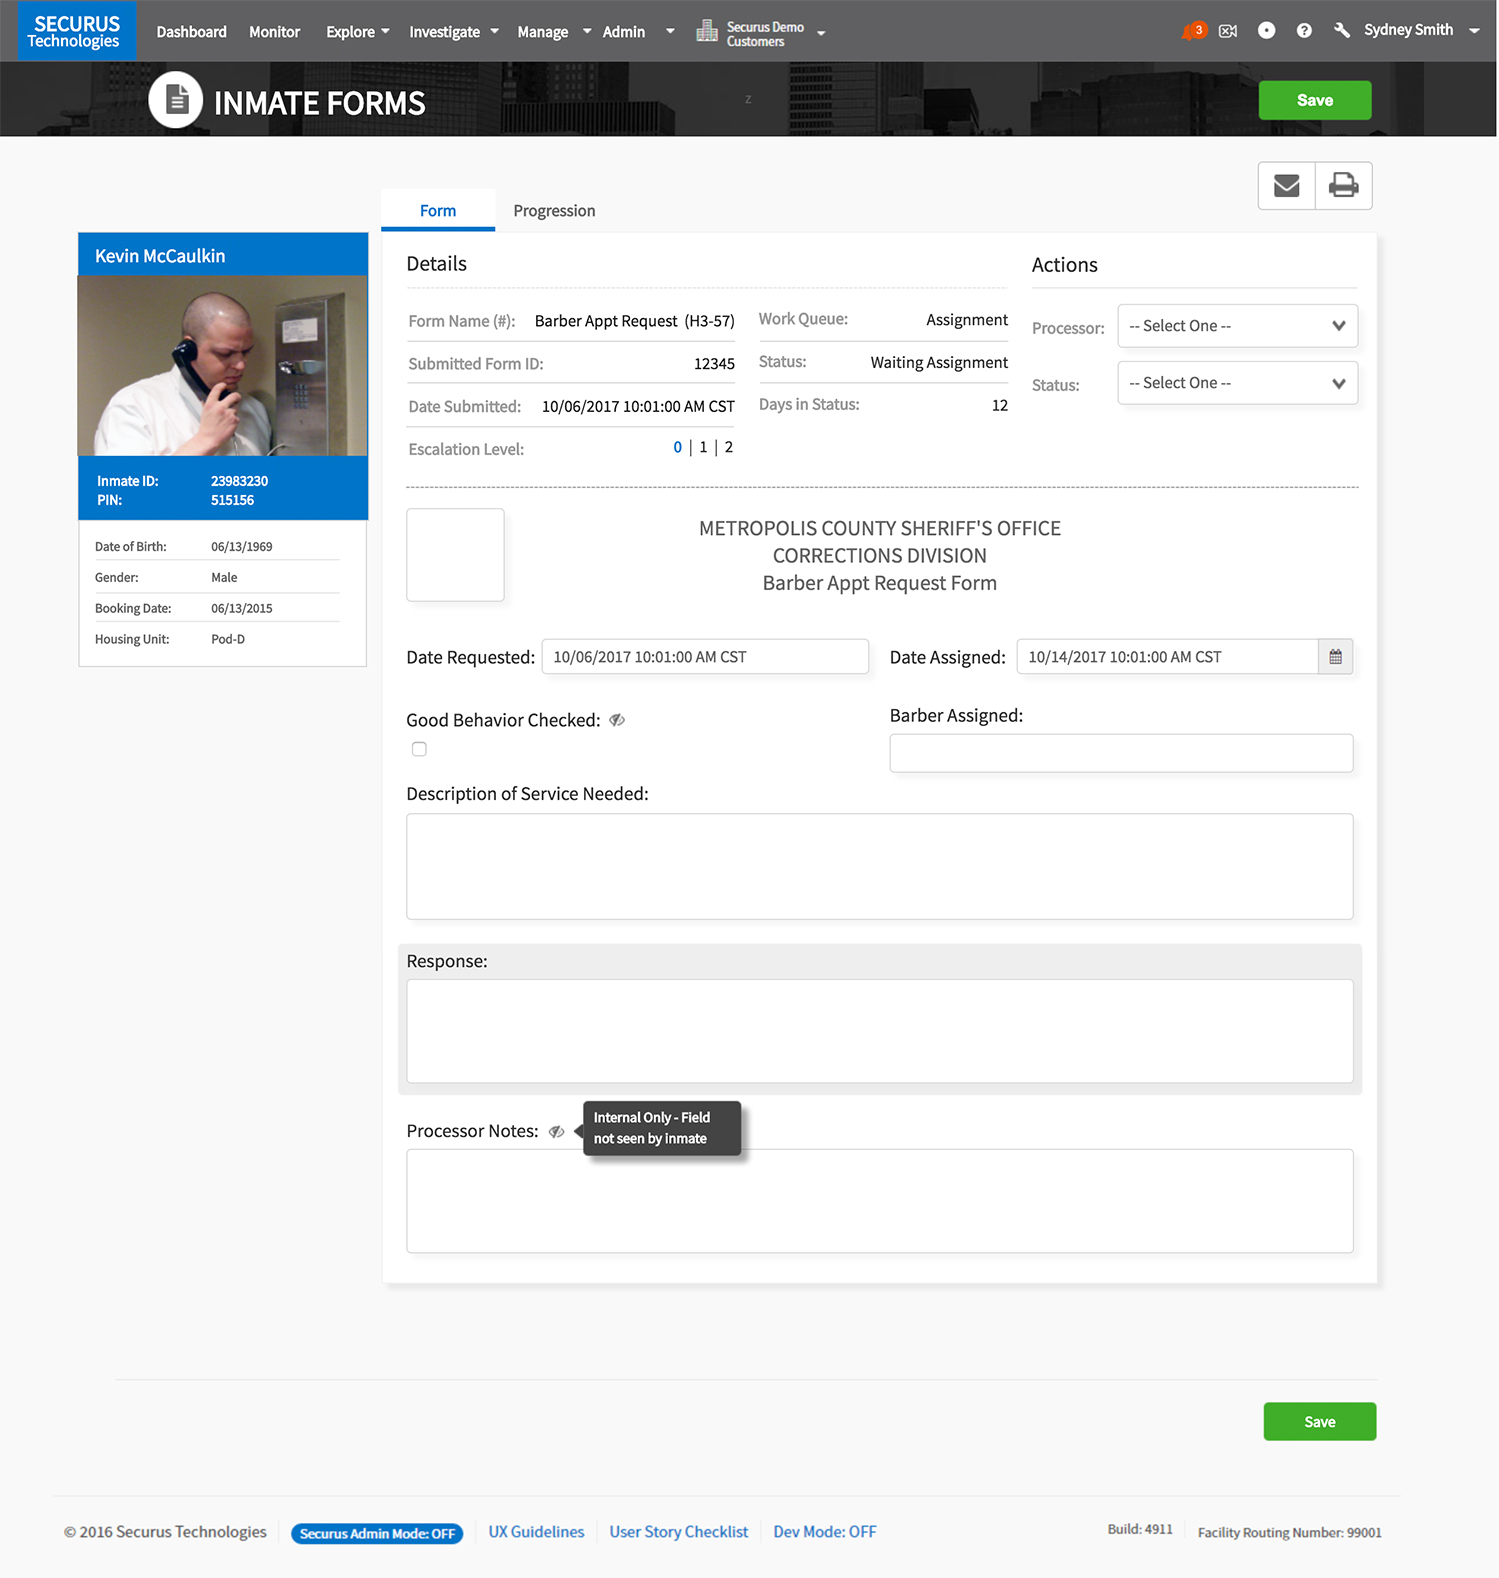 SECURUS
Technologies
Dashboard
Monitor
Explore
Investigate
Manage
Admin
Securus Demo
Customers
3
Sydney Smith
INMATE FORMS
z
Save
Form
Progression
Kevin McCaulkin
Inmate ID: 23983230
PIN: 515156
Date of Birth: 06/13/1969
Gender: Male
Booking Date: 06/13/2015
Housing Unit: Pod-D
Details
Form Name (#): Barber Appt Request (H3-57)
Submitted Form ID: 12345
Date Submitted: 10/06/2017 10:01:00 AM CST
Escalation Level: 0 | 1 | 2
Work Queue: Assignment
Status: Waiting Assignment
Days in Status: 12
Actions
Processor: -- Select One --
Status: -- Select One --
METROPOLIS COUNTY SHERIFF'S OFFICE
CORRECTIONS DIVISION
Barber Appt Request Form
Date Requested: 10/06/2017 10:01:00 AM CST
Date Assigned: 10/14/2017 10:01:00 AM CST
Good Behavior Checked:
Barber Assigned:
Description of Service Needed:
Response:
Processor Notes:
Internal Only - Field
not seen by inmate
Save
© 2016 Securus Technologies
Securus Admin Mode: OFF
UX Guidelines
User Story Checklist
Dev Mode: OFF
Build: 4911
Facility Routing Number: 99001